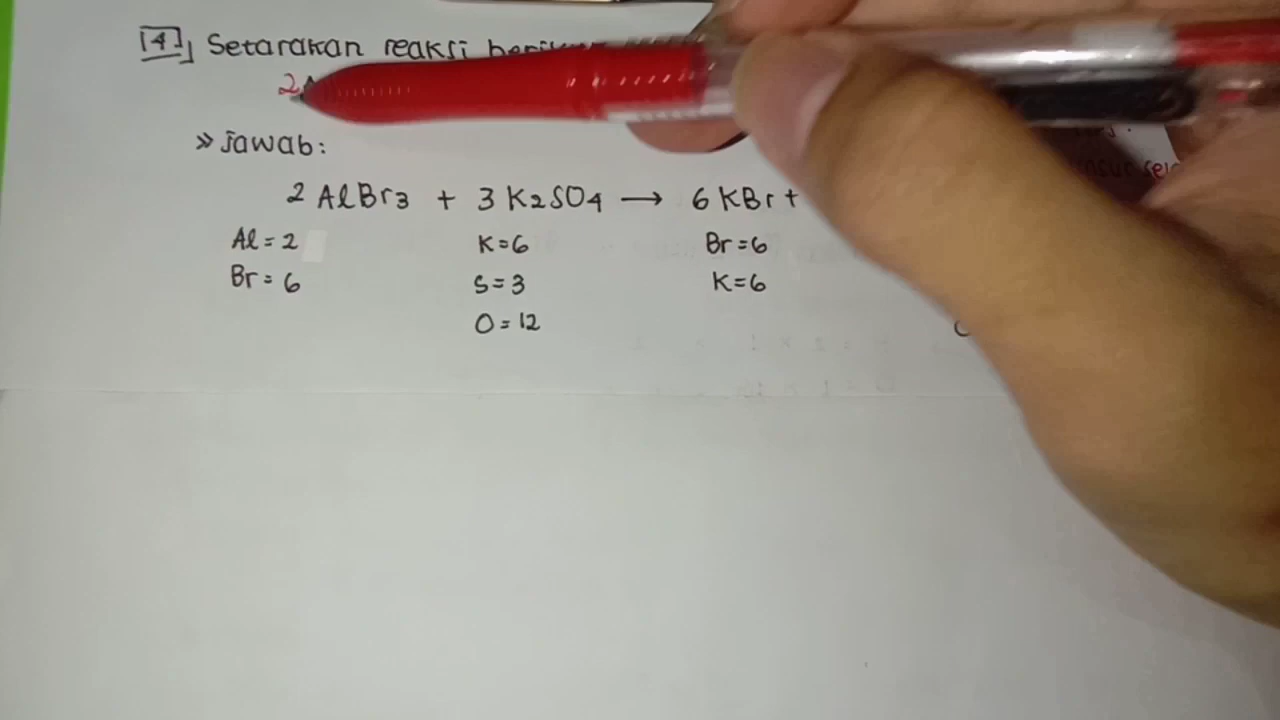 [4] Setarakan reaksi
2
» Jawab:
2 AlBr3 + 3 K2SO4 → 6 KBr +
Al = 2 K = 6 Br = 6
Br = 6 S = 3 K = 6
O = 12